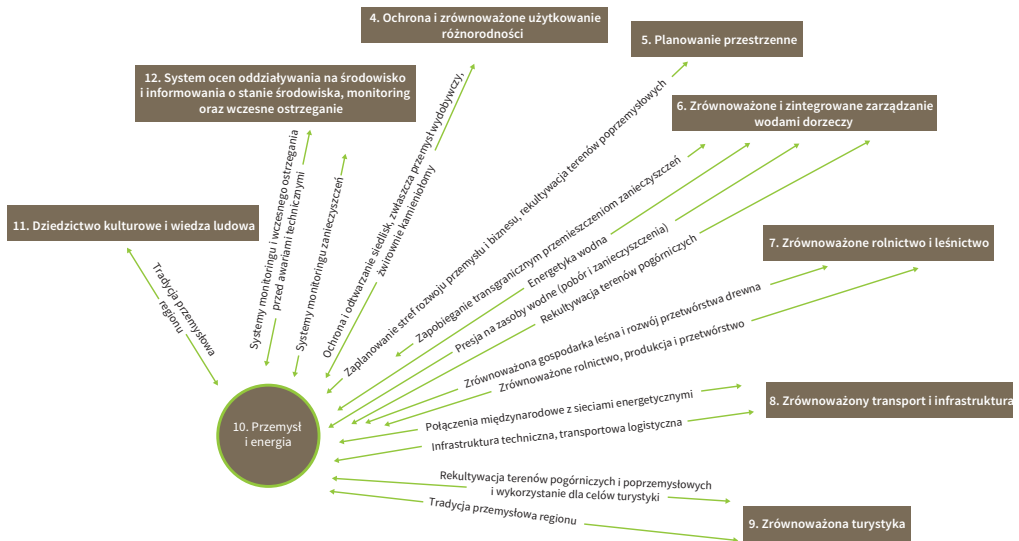 4. Ochrona i zrównoważone użytkowanie
różnorodności
5. Planowanie przestrzenne
12. System ocen oddziaływania na środowisko
i informowania o stanie środowiska, monitoring
oraz wczesne ostrzeganie
6. Zrównoważone i zintegrowane zarządzanie
wodami dorzeczy
11. Dziedzictwo kulturowe i wiedza ludowa
7. Zrównoważone rolnictwo i leśnictwo
8. Zrównoważony transport i infrastruktura
9. Zrównoważona turystyka
10. Przemysł
i energia
Tradycja przemysłowa
regionu
Systemy monitoringu i wczesnego ostrzegania
przed awariami technicznymi
Systemy monitoringu zanieczyszczeń
Ochrona i odtwarzanie siedlisk, zwłaszcza przemysł wydobywczy,
żwirownie kamieniołomy
Zaplanowanie stref rozwoju przemysłu i biznesu, rekultywacja terenów poprzemysłowych
Zapobieganie transgranicznym przemieszczeniom zanieczyszczeń
Energetyka wodna
Presja na zasoby wodne (pobór i zanieczyszczenia)
Rekultywacja terenów pogórniczych
Zrównoważona gospodarka leśna i rozwój przetwórstwa drewna
Zrównoważone rolnictwo, produkcja i przetwórstwo
Połączenia międzynarodowe z sieciami energetycznymi
Infrastruktura techniczna, transportowa logistyczna
Rekultywacja terenów pogórniczych i poprzemysłowych
i wykorzystanie dla celów turystyki
Tradycja przemysłowa regionu